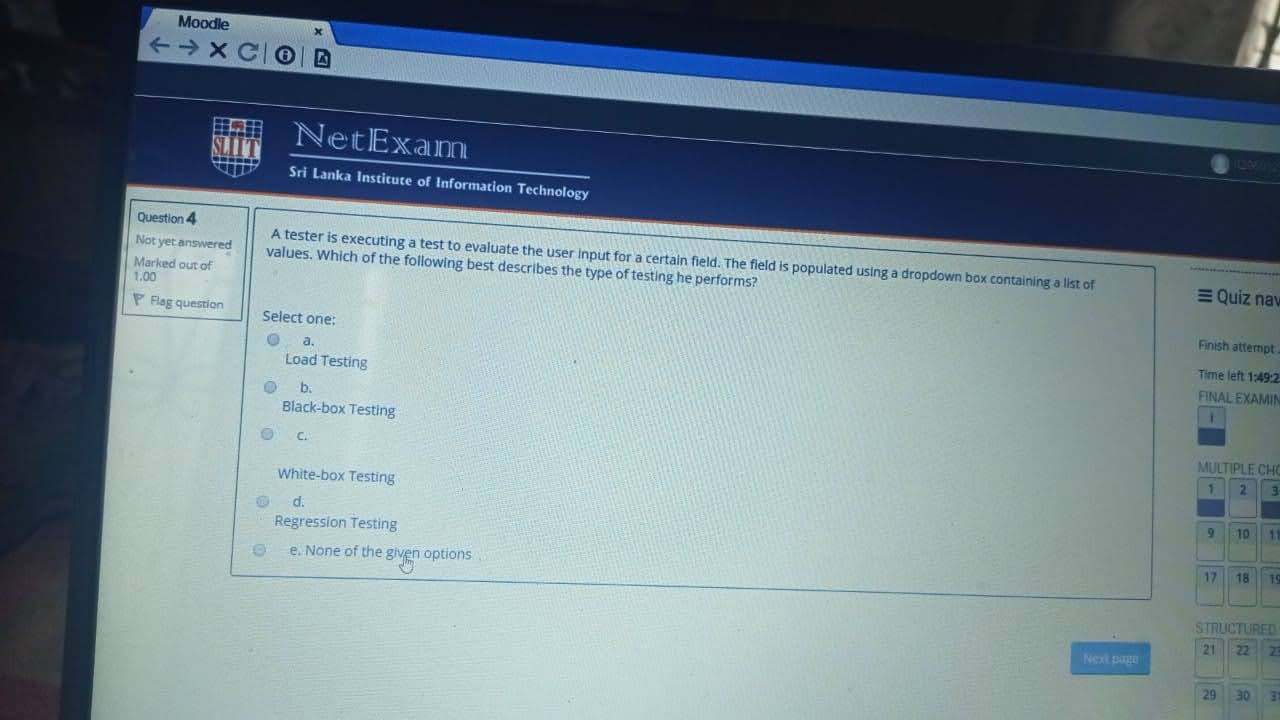 Moodle
SLIIT
NetExam
Sri Lanka Institute of Information Technology
Question 4
Not yet answered
Marked out of
1.00
Flag question
A tester is executing a test to evaluate the user input for a certain field. The field is populated using a dropdown box containing a list of
values. Which of the following best describes the type of testing he performs?
Select one:
a.
Load Testing
b.
Black-box Testing
c.
White-box Testing
d.
Regression Testing
e. None of the given options
Next page
Quiz nav
Finish attempt
Time left 1:49:2
FINAL EXAMIN
i
MULTIPLE CHO
1 2 3
9 10 11
17 18 19
STRUCTURED
21 22 23
29 30 31